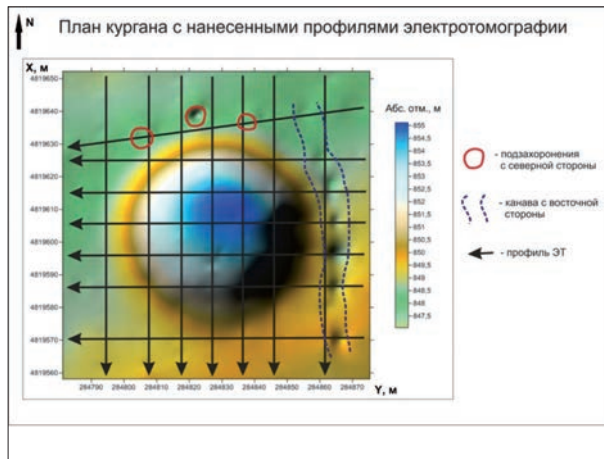 N
План кургана с нанесенными профилями электротомографии
X, м
4819650
4819640
4819630
4819620
4819610
4819600
4819590
4819580
4819570
4819560
284790 284800 284810 284820 284830 284840 284850 284860 284870
Y, м
Абс. отм., м
855
854,5
854
853,5
853
852,5
852
851,5
851
850,5
850
849,5
849
848,5
848
847,5
- подзахоронения
с северной стороны
- канава с восточной
стороны
- профиль ЭТ